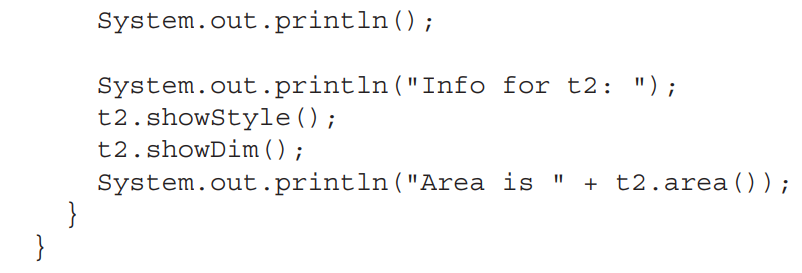 System.out.println();
System.out.println("Info for t2: ");
t2.showStyle();
t2.showDim();
System.out.println("Area is " + t2.area());
}
}